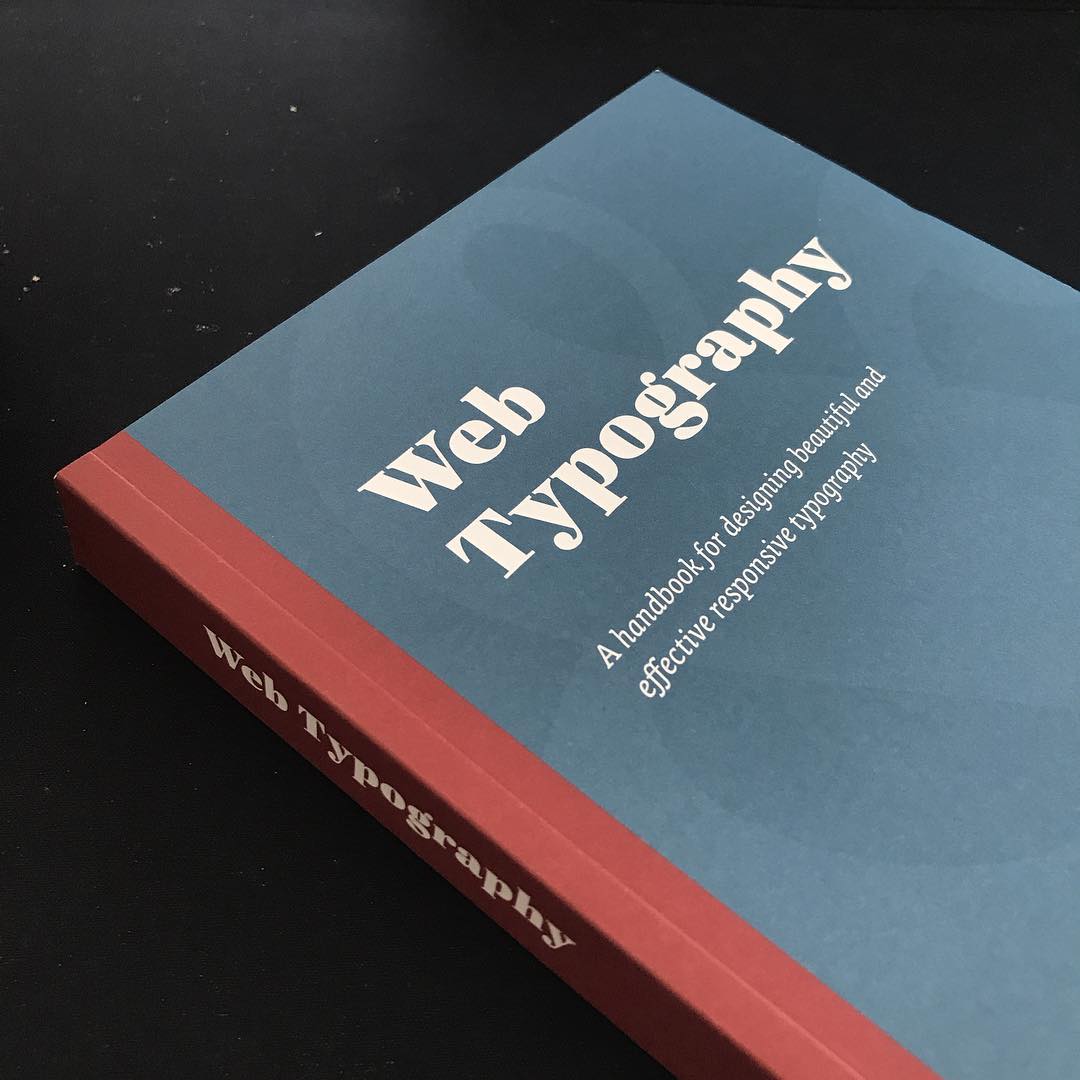 Web
Typography
A handbook for designing beautiful and
effective responsive typography
Web Typography